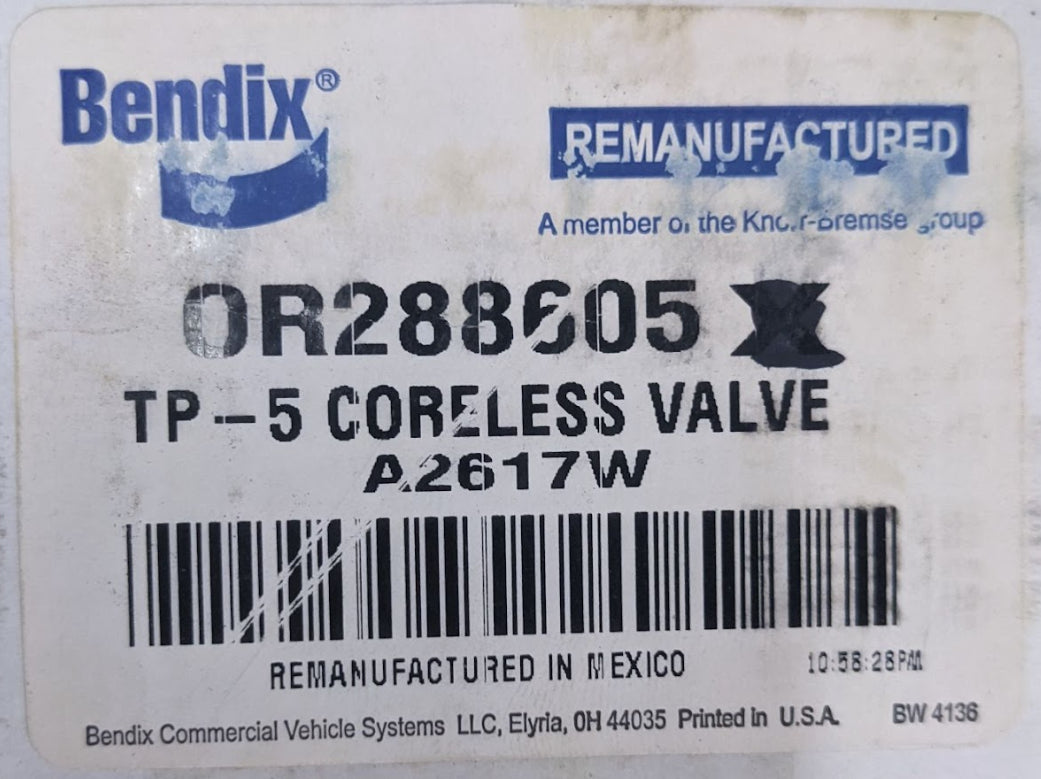 Bendix®
REMANUFACTURED
A member of the Knorr-Bremse group
OR288605 X
TP-5 CORELESS VALVE
A2617W
REMANUFACTURED IN MEXICO
10:58:28PM
Bendix Commercial Vehicle Systems LLC, Elyria, OH 44035 Printed in U.S.A.
BW 4136